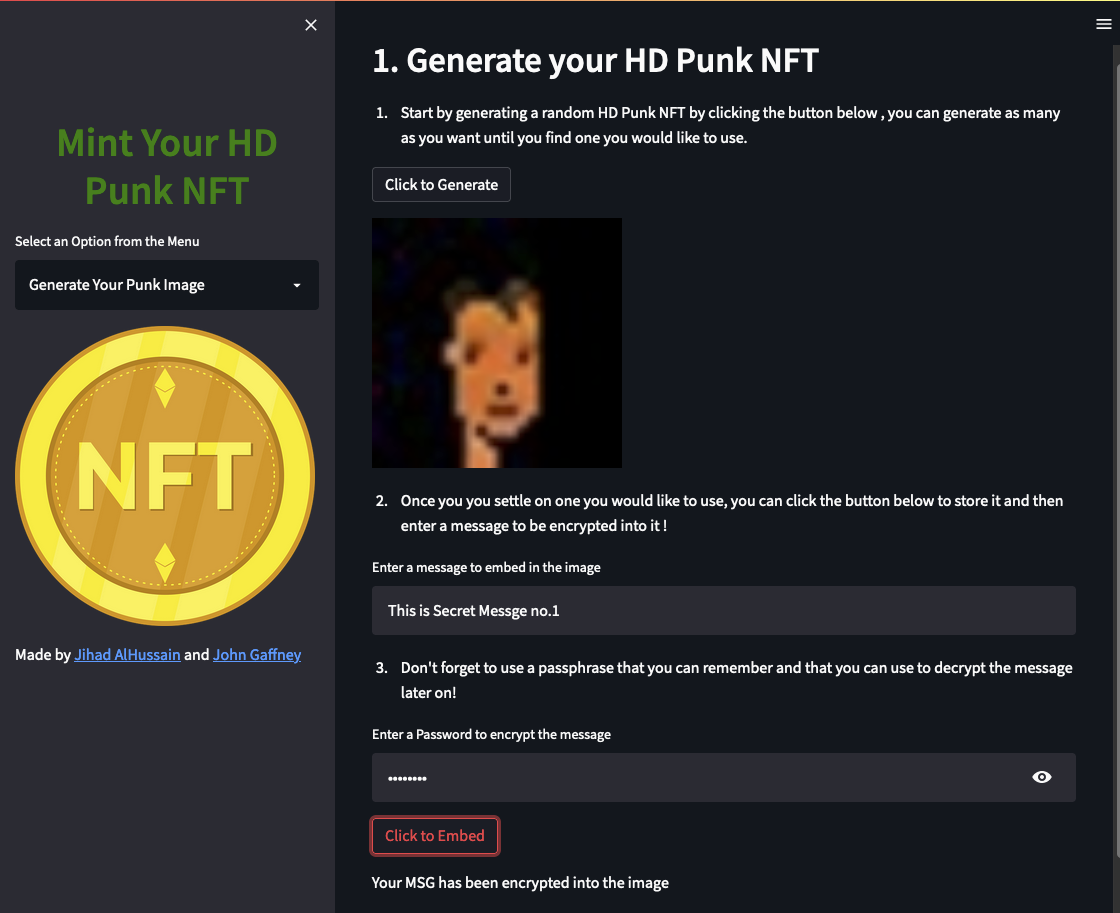 Mint Your HD
Punk NFT
Select an Option from the Menu
Generate Your Punk Image
NFT
Made by Jihad AlHussain and John Gaffney
1. Generate your HD Punk NFT
1. Start by generating a random HD Punk NFT by clicking the button below , you can generate as many
as you want until you find one you would like to use.
Click to Generate
2. Once you you settle on one you would like to use, you can click the button below to store it and then
enter a message to be encrypted into it !
Enter a message to embed in the image
This is Secret Messge no.1
3. Don't forget to use a passphrase that you can remember and that you can use to decrypt the message
later on!
Enter a Password to encrypt the message
••••••••
Click to Embed
Your MSG has been encrypted into the image